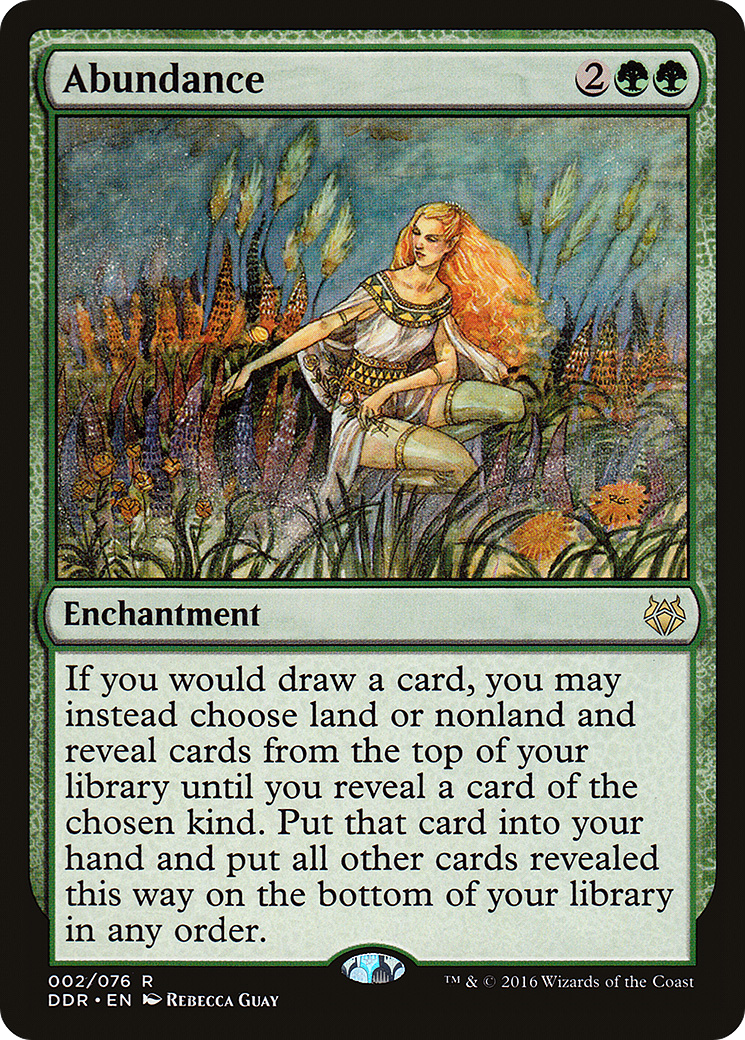 Abundance 2
RG
Enchantment
If you would draw a card, you may
instead choose land or nonland and
reveal cards from the top of your
library until you reveal a card of the
chosen kind. Put that card into your
hand and put all other cards revealed
this way on the bottom of your library
in any order.
002/076 R
DDR • EN Rebecca Guay
™ & © 2016 Wizards of the Coast